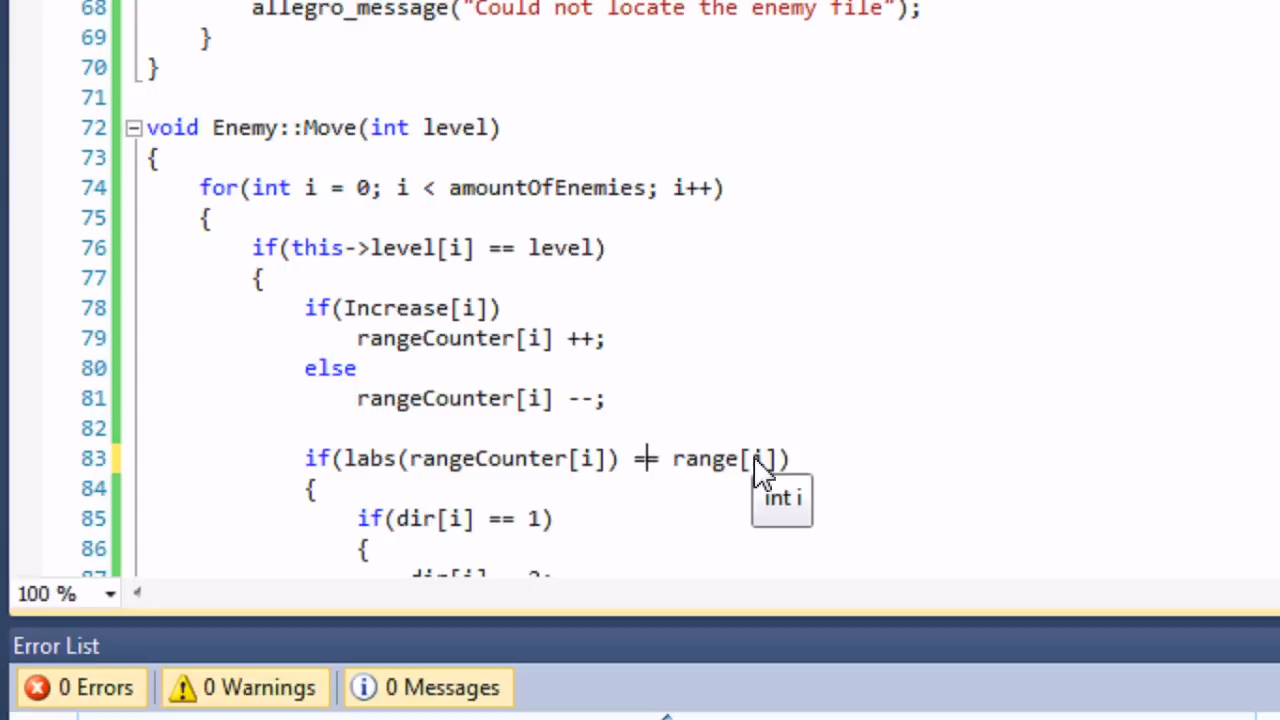 68 allegro_message("Could not locate the enemy file");
69 }
70 }
71
72 void Enemy::Move(int level)
73 {
74 for(int i = 0; i < amountOfEnemies; i++)
75 {
76 if(this->level[i] == level)
77 {
78 if(Increase[i])
79 rangeCounter[i] ++;
80 else
81 rangeCounter[i] --;
82
83 if(labs(rangeCounter[i]) == range[i])
84 {
int i
85 if(dir[i] == 1)
86 {
87 dir[i] = 2;
100 %
Error List
0 Errors 0 Warnings 0 Messages